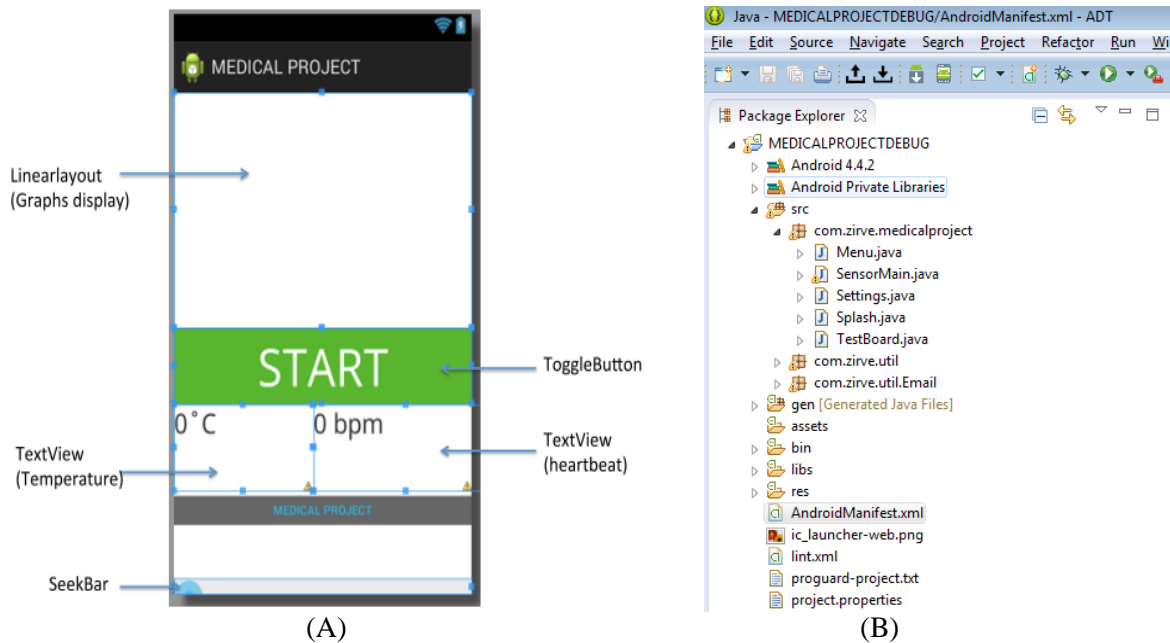 MEDICAL PROJECT
Linearlayout
(Graphs display)
START
ToggleButton
0°C
0 bpm
TextView
(Temperature)
TextView
(heartbeat)
MEDICAL PROJECT
SeekBar
(A)
Java - MEDICALPROJECTDEBUG/AndroidManifest.xml - ADT
File Edit Source Navigate Search Project Refactor Run Wi
Package Explorer
MEDICALPROJECTDEBUG
Android 4.4.2
Android Private Libraries
src
com.zirve.medicalproject
Menu.java
SensorMain.java
Settings.java
Splash.java
TestBoard.java
com.zirve.util
com.zirve.util.Email
gen [Generated Java Files]
assets
bin
libs
res
AndroidManifest.xml
ic_launcher-web.png
lint.xml
proguard-project.txt
project.properties
(B)